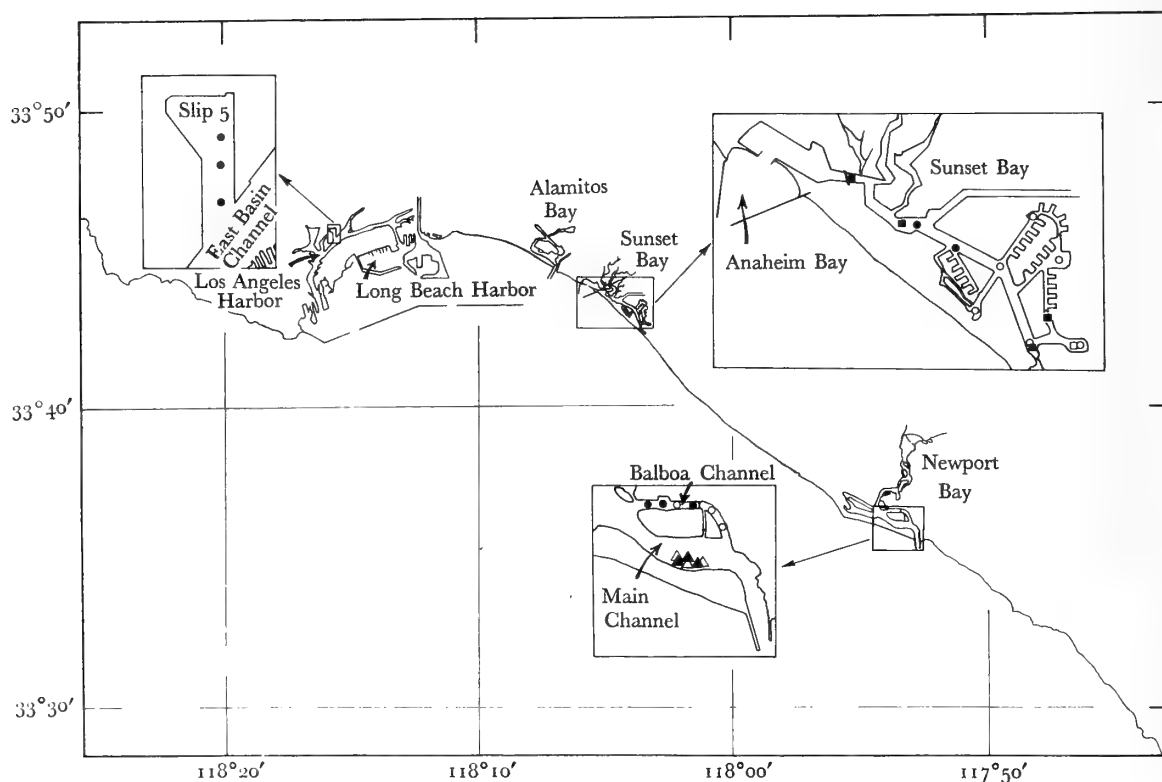 33°50'
Slip 5
East Basin
Channel
Los Angeles
Harbor
Long Beach Harbor
Alamitos
Bay
Sunset
Bay
Sunset Bay
Anaheim Bay
33°40'
Balboa Channel
Main
Channel
Newport
Bay
33°30'
118°20'
118°10'
118°00'
117°50'